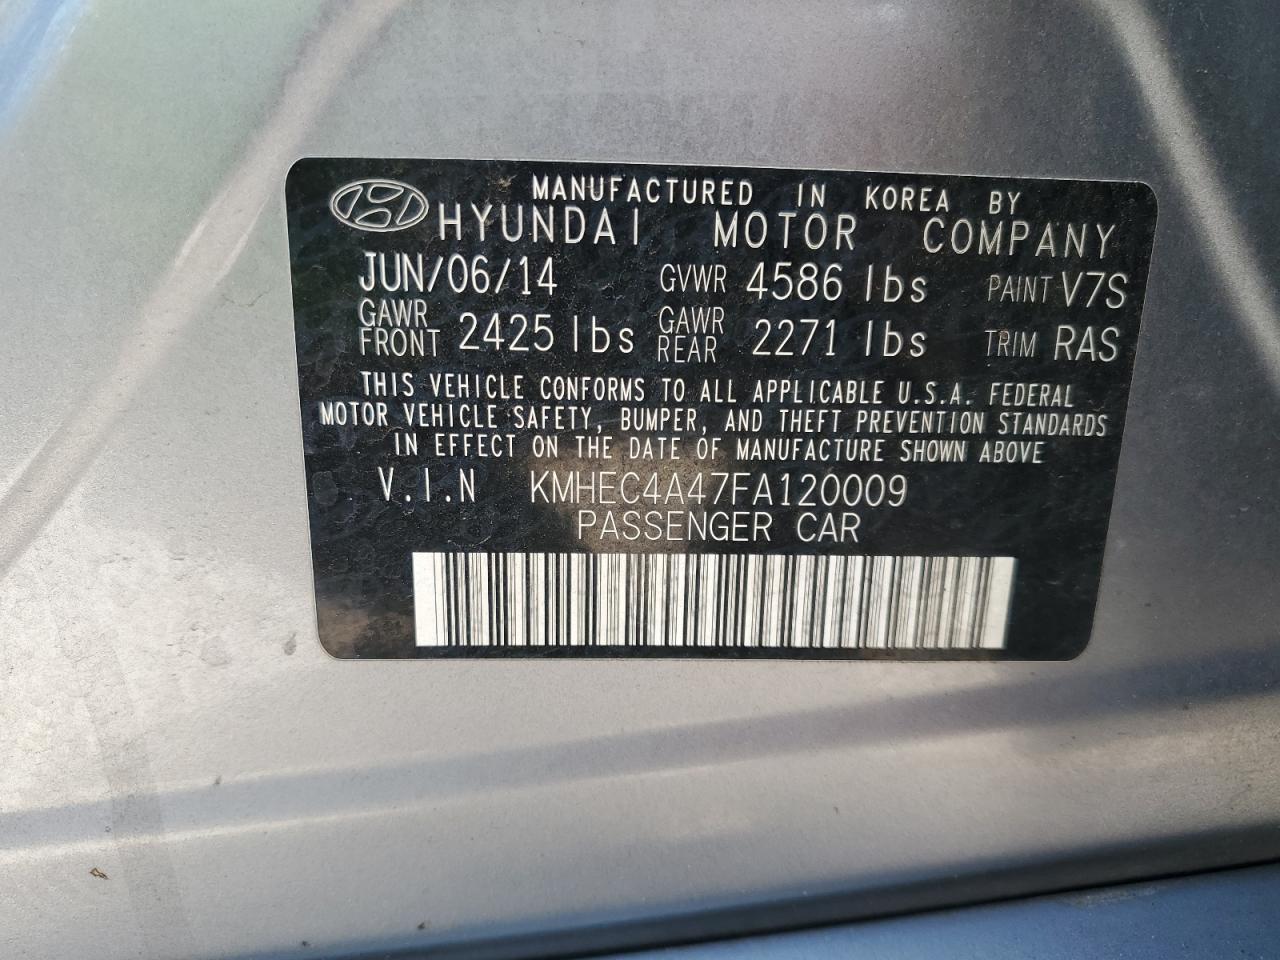 MANUFACTURED IN KOREA BY
HYUNDAI MOTOR COMPANY
JUN/06/14 GVWR 4586 lbs PAINT V7S
GAWR FRONT 2425 lbs GAWR REAR 2271 lbs TRIM RAS
THIS VEHICLE CONFORMS TO ALL APPLICABLE U.S.A. FEDERAL
MOTOR VEHICLE SAFETY, BUMPER, AND THEFT PREVENTION STANDARDS
IN EFFECT ON THE DATE OF MANUFACTURE SHOWN ABOVE
V.I.N KMHEC4A47FA120009
PASSENGER CAR